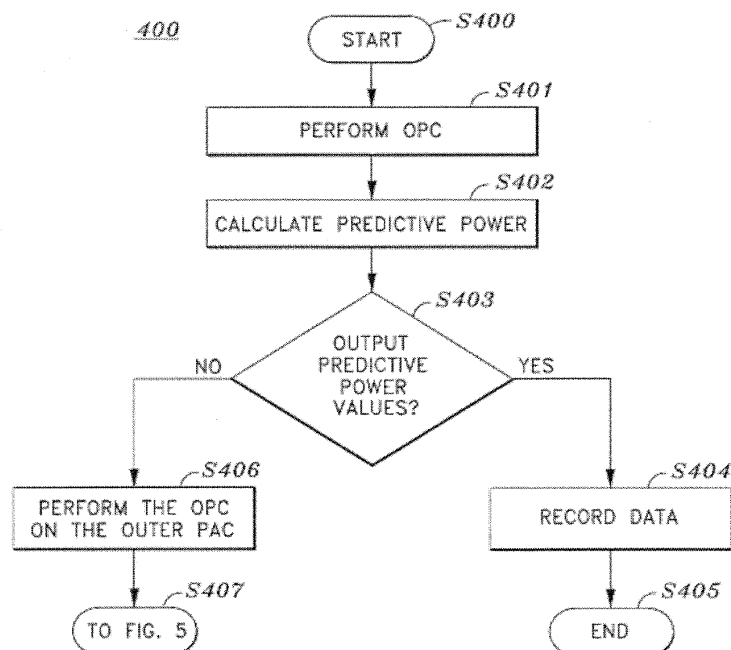 400
START
S400
S401
PERFORM OPC
S402
CALCULATE PREDICTIVE POWER
S403
OUTPUT
PREDICTIVE
POWER
VALUES?
NO
YES
S406
PERFORM THE OPC
ON THE OUTER PAC
S404
RECORD DATA
S407
TO FIG. 5
S405
END